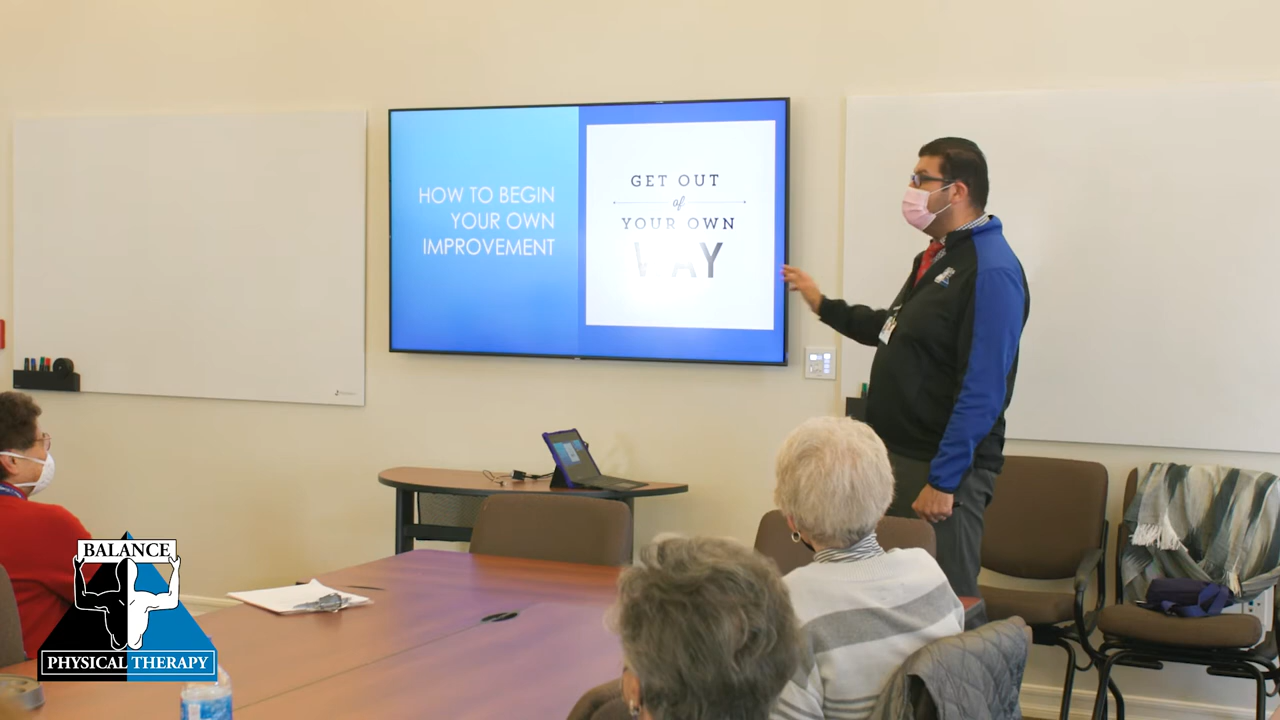 HOW TO BEGIN
YOUR OWN
IMPROVEMENT
GET OUT
of
YOUR OWN
WAY
BALANCE
PHYSICAL THERAPY